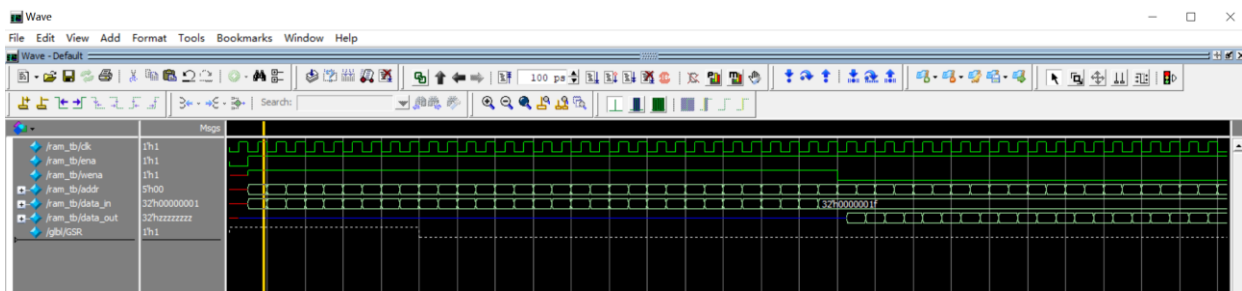 Wave
File Edit View Add Format Tools Bookmarks Window Help
Wave - Default
100 ps
Search:
Msgs
/ram_tb/clk 1'h1
/ram_tb/ena 1'h1
/ram_tb/wena 1'h1
/ram_tb/addr 5'h00
/ram_tb/data_in 32'h00000001 32'h0000001f
/ram_tb/data_out 32'hzzzzzzzz
/glbl/GSR 1'h1